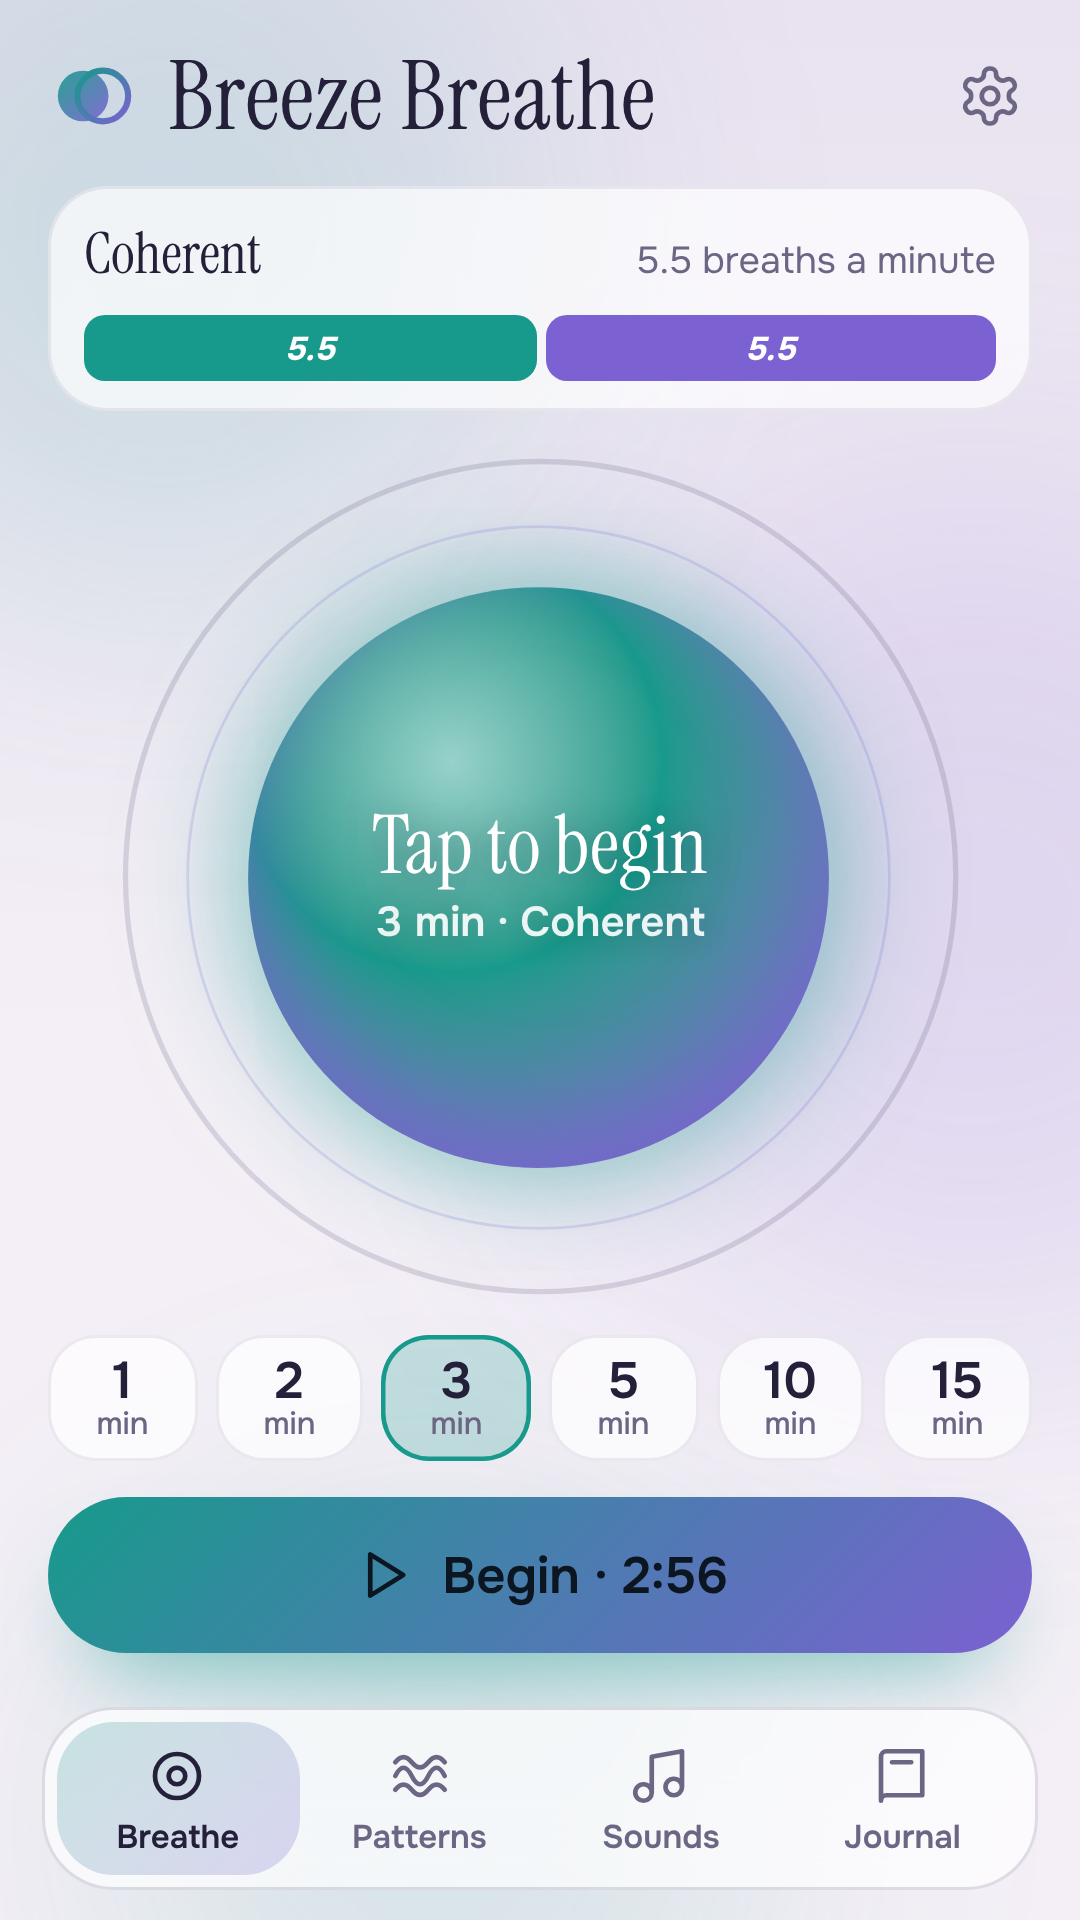 Breeze Breathe
Coherent
5.5 breaths a minute
5.5
5.5
Tap to begin
3 min · Coherent
1 min
2 min
3 min
5 min
10 min
15 min
Begin · 2:56
Breathe
Patterns
Sounds
Journal